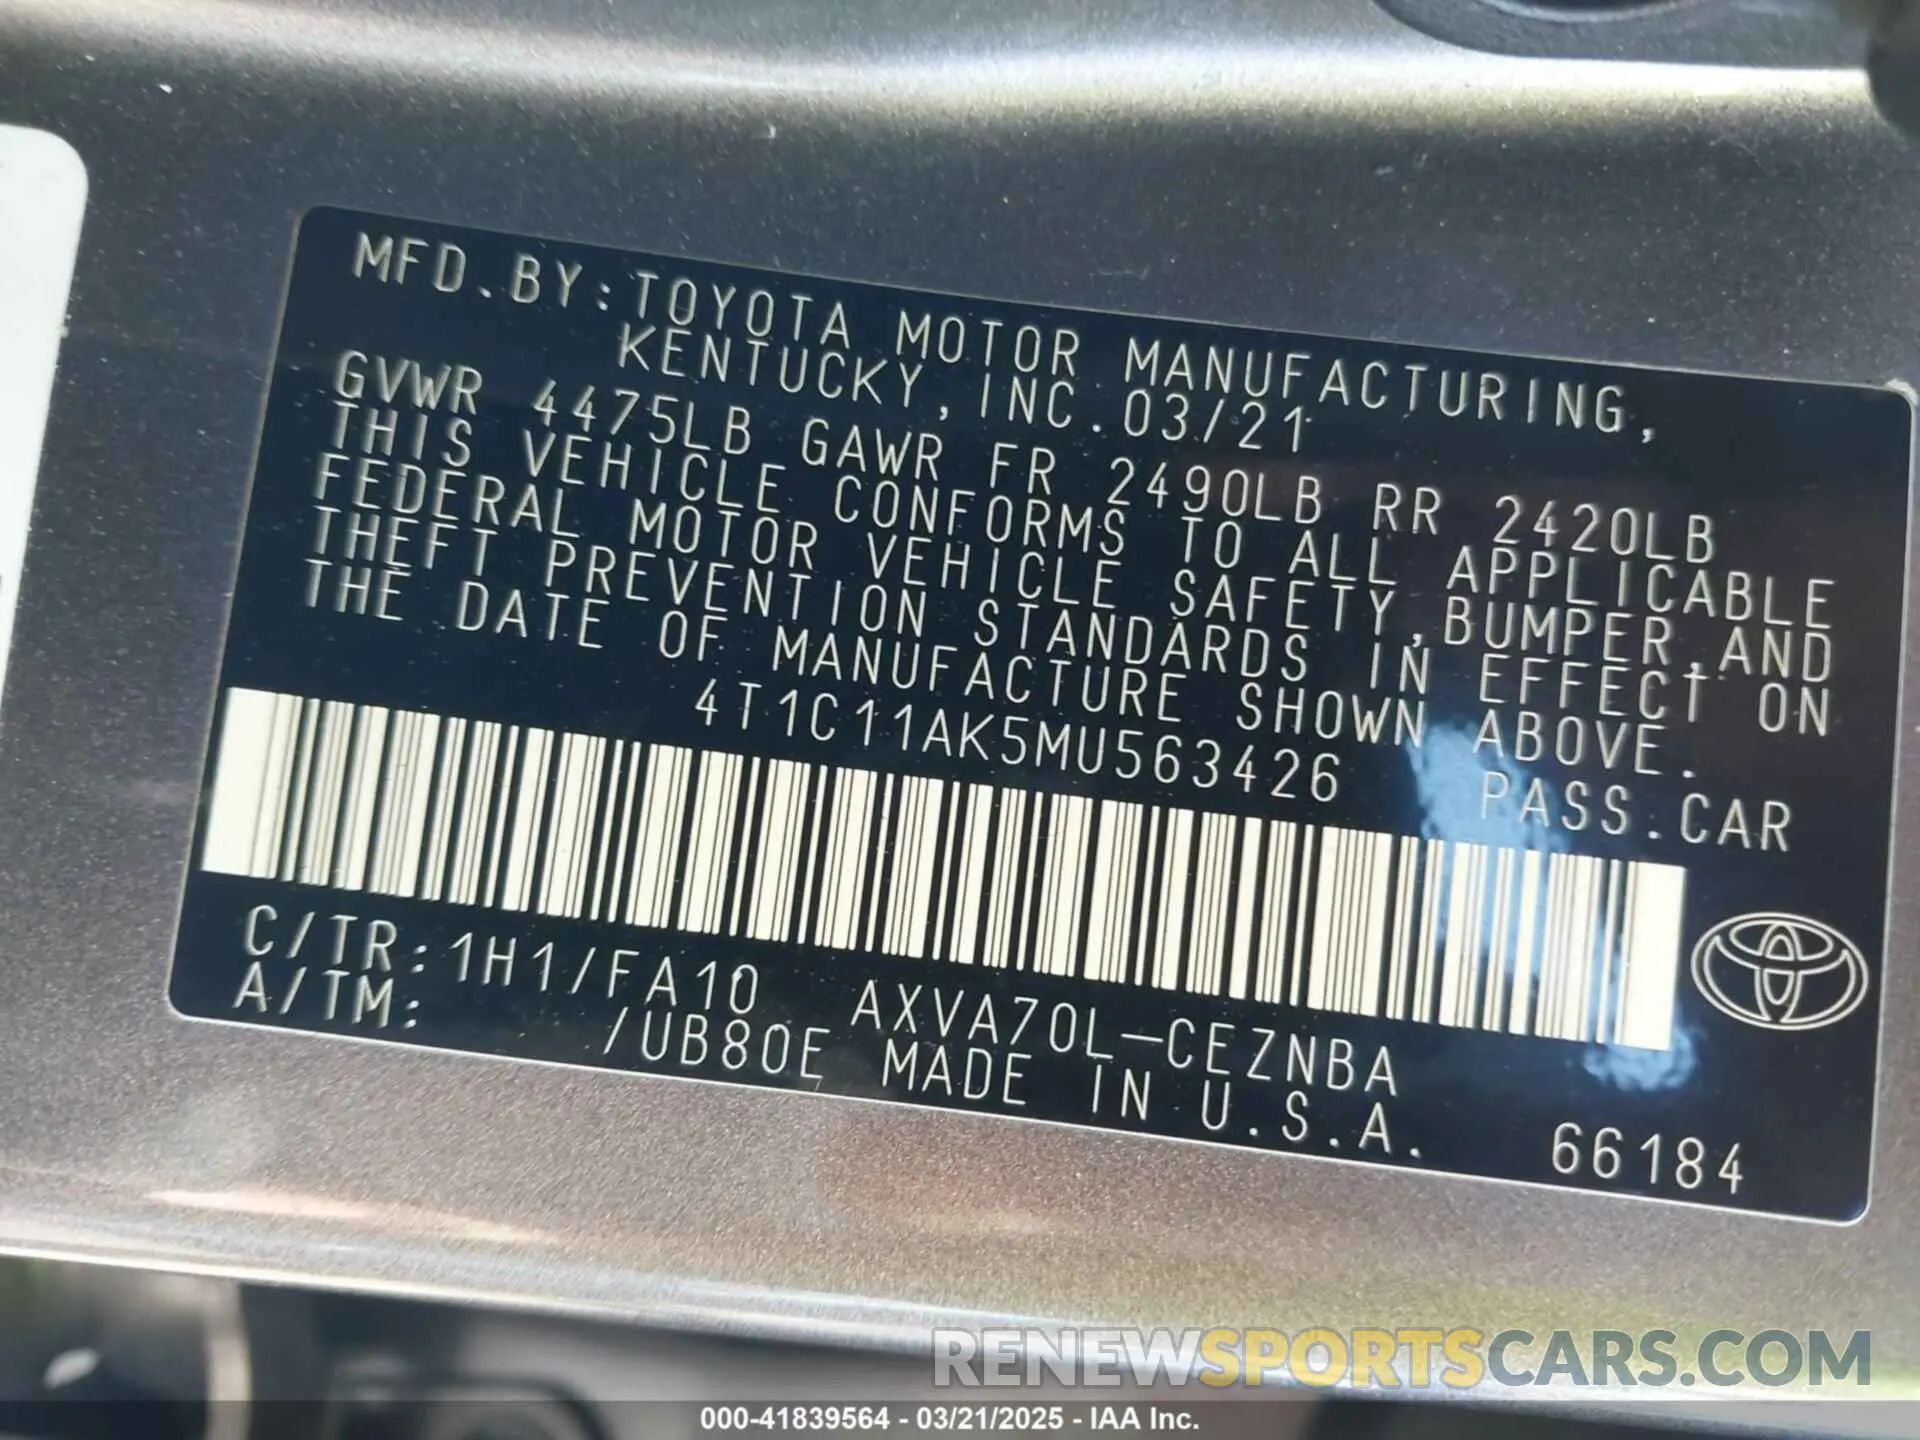 MFD.BY:TOYOTA MOTOR MANUFACTURING,
KENTUCKY, INC. 03/21
GVWR 4475LB GAWR FR 2490LB RR 2420LB
THIS VEHICLE CONFORMS TO ALL APPLICABLE
FEDERAL MOTOR VEHICLE SAFETY,BUMPER,AND
THEFT PREVENTION STANDARDS IN EFFECT ON
THE DATE OF MANUFACTURE SHOWN ABOVE.
4T1C11AK5MU563426 PASS.CAR
C/TR:1H1/FA10 AXVA70L-CEZNBA
A/TM: /UB80E MADE IN U.S.A. 66184
RENEWSPORTSCARS.COM
000-41839564 - 03/21/2025 - IAA Inc.